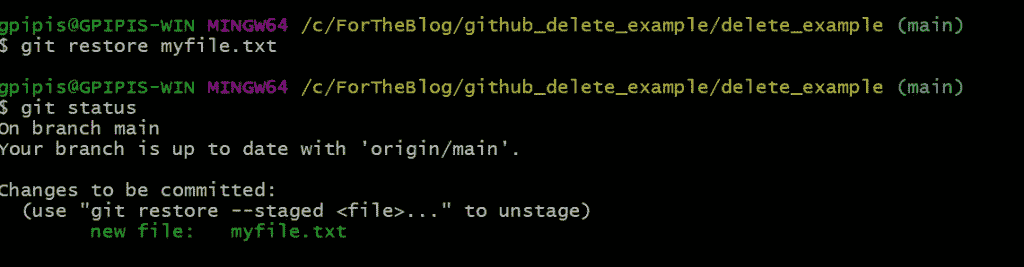 gpipis@GPIPIS-WIN MINGW64 /c/ForTheBlog/github_delete_example/delete_example (main)
$ git restore myfile.txt
gpipis@GPIPIS-WIN MINGW64 /c/ForTheBlog/github_delete_example/delete_example (main)
$ git status
On branch main
Your branch is up to date with 'origin/main'.
Changes to be committed:
  (use "git restore --staged <file>..." to unstage)
        new file:   myfile.txt